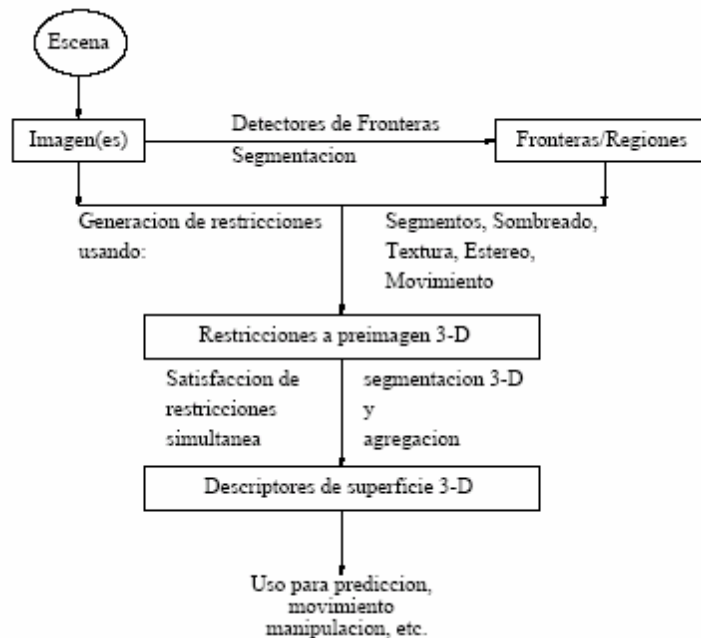 Escena
Imagen(es)
Detectores de Fronteras
Segmentacion
Fronteras/Regiones
Generacion de restricciones
usando:
Segmentos, Sombreado,
Textura, Estereo,
Movimiento
Restricciones a preimagen 3-D
Satisfaccion de
restricciones
simultanea
segmentacion 3-D
y
agregacion
Descriptores de superficie 3-D
Uso para prediccion,
movimiento
manipulacion, etc.